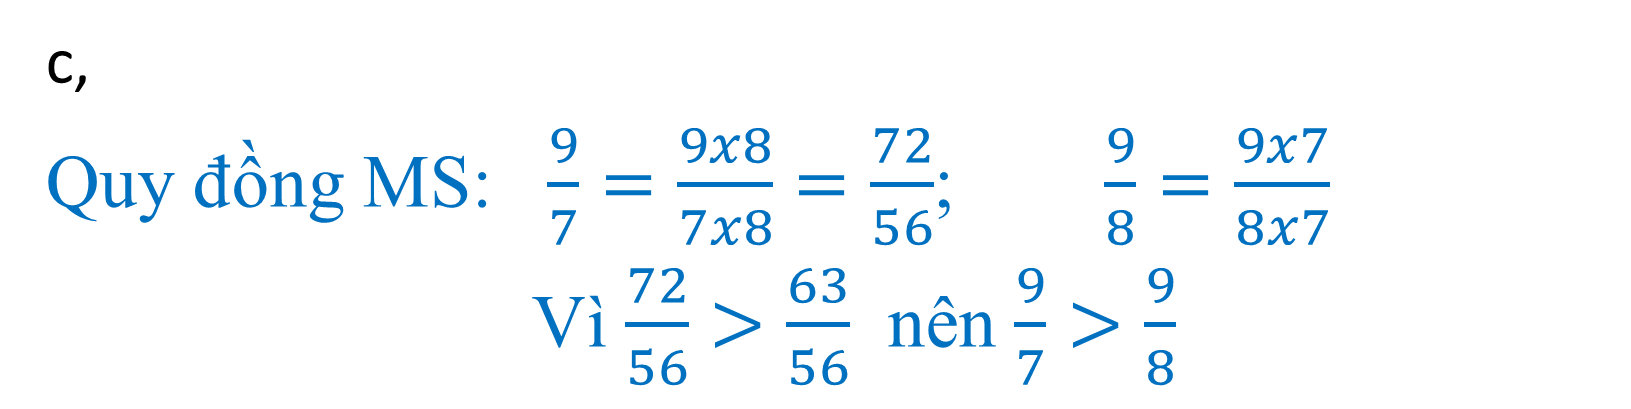 c,
Quy đồng MS: 9/7 = 9x8/7x8 = 72/56; 9/8 = 9x7/8x7
Vì 72/56 > 63/56 nên 9/7 > 9/8